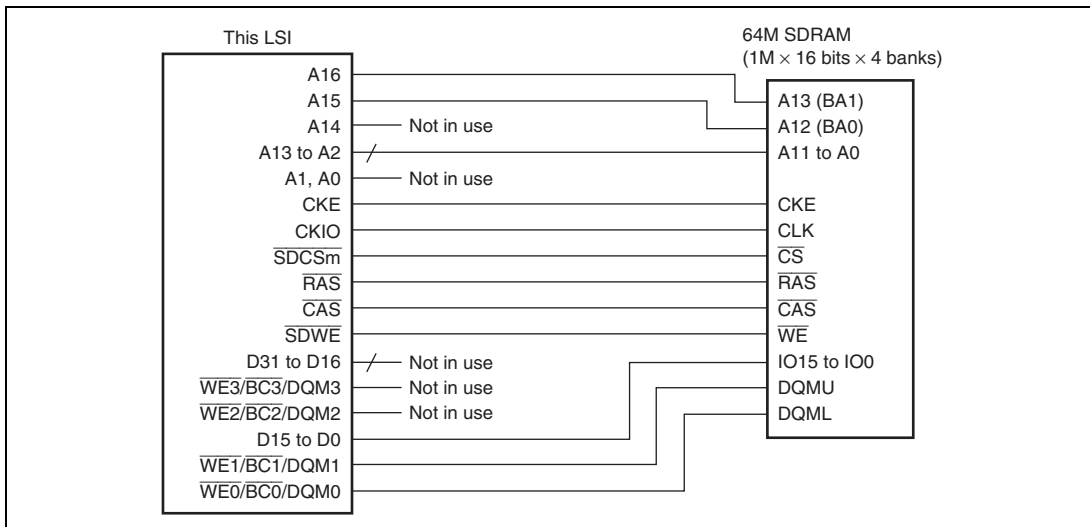 This LSI
64M SDRAM
(1M × 16 bits × 4 banks)
A16
A13 (BA1)
A15
A12 (BA0)
A14 Not in use
A13 to A2
A11 to A0
A1, A0 Not in use
CKE
CKE
CKIO
CLK
SDCSm
CS
RAS
RAS
CAS
CAS
SDWE
WE
D31 to D16 Not in use
IO15 to IO0
WE3/BC3/DQM3 Not in use
DQMU
WE2/BC2/DQM2 Not in use
DQML
D15 to D0
WE1/BC1/DQM1
WE0/BC0/DQM0